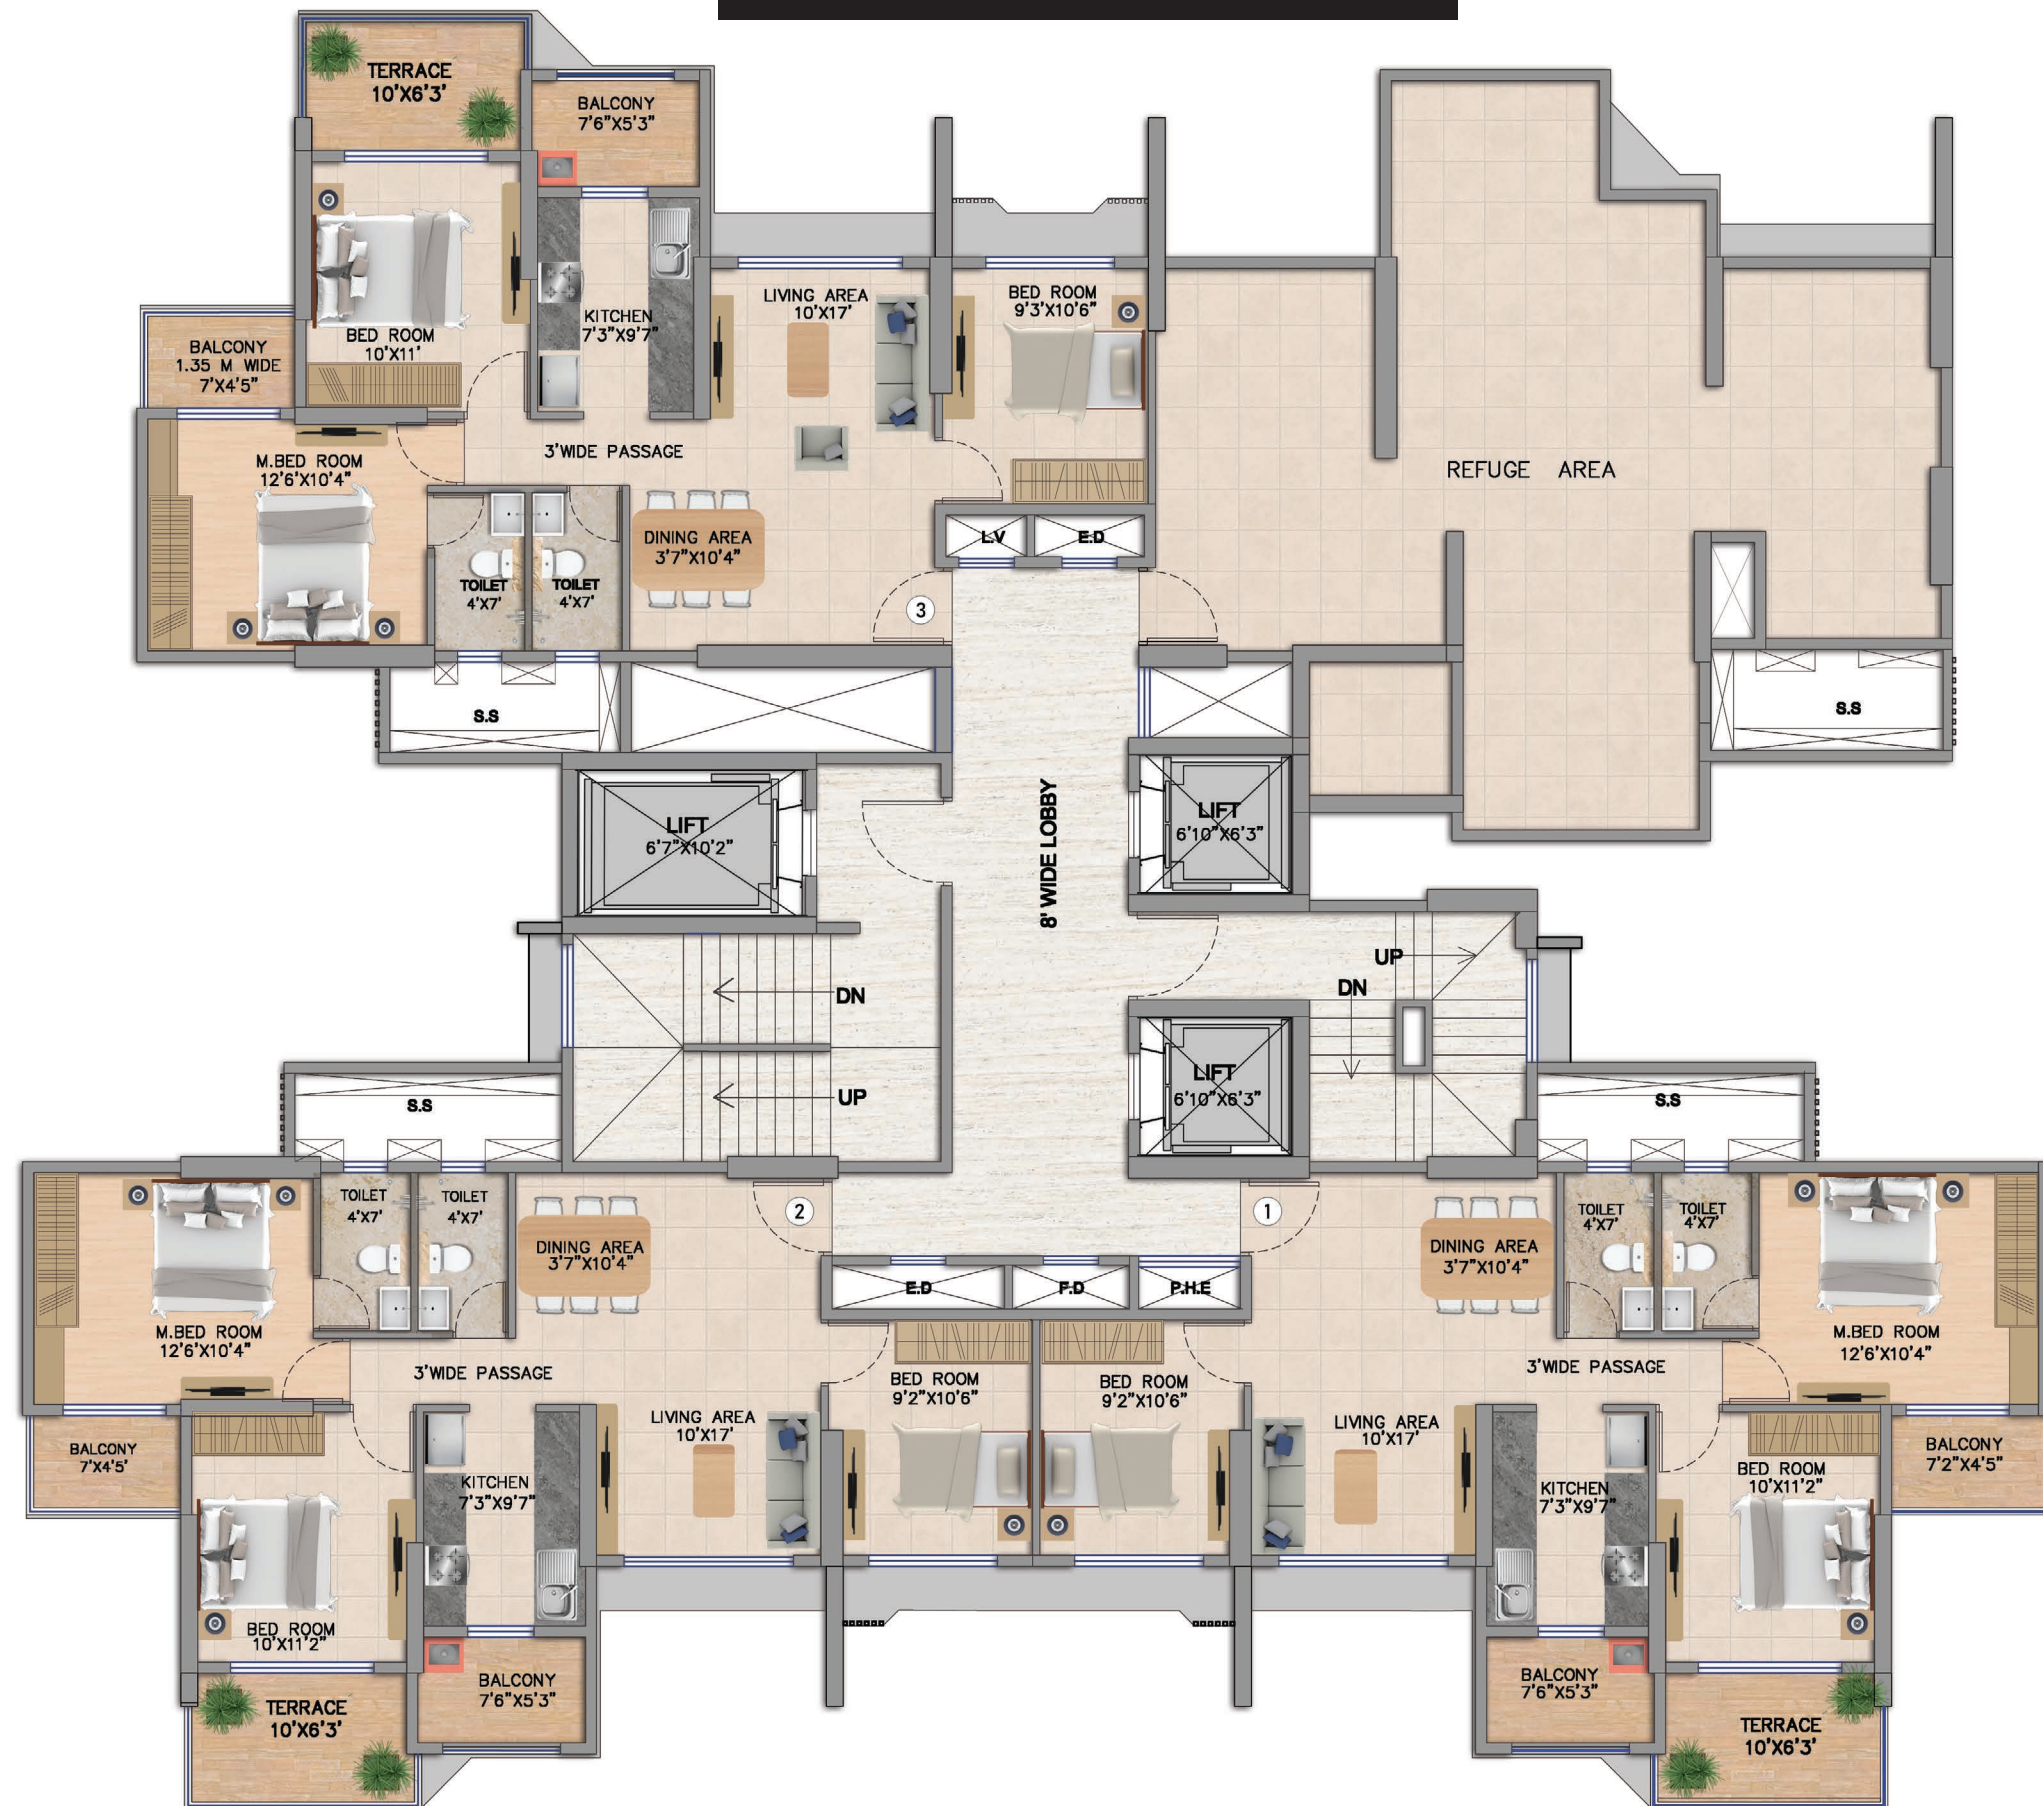 TERRACE
10'X6'3'
BALCONY
7'6"X5'3"
BED ROOM
10'X11'
KITCHEN
7'3"X9'7"
LIVING AREA
10'X17'
BED ROOM
9'3"X10'6"
BALCONY
1.35 M WIDE
7'X4'5"
M.BED ROOM
12'6'X10'4"
3'WIDE PASSAGE
REFUGE AREA
DINING AREA
3'7"X10'4"
L.V
E.D
TOILET
4'X7'
TOILET
4'X7'
3
S.S
S.S
LIFT
6'7"X10'2"
8' WIDE LOBBY
LIFT
6'10"X6'3"
DN
UP
UP
DN
LIFT
6'10"X6'3"
S.S
S.S
TOILET
4'X7'
TOILET
4'X7'
DINING AREA
3'7"X10'4"
2
1
DINING AREA
3'7"X10'4"
TOILET
4'X7'
TOILET
4'X7'
E.D
F.D
P.H.E
M.BED ROOM
12'6'X10'4"
3'WIDE PASSAGE
BED ROOM
9'2"X10'6"
BED ROOM
9'2"X10'6"
3'WIDE PASSAGE
M.BED ROOM
12'6'X10'4"
LIVING AREA
10'X17'
LIVING AREA
10'X17'
BALCONY
7'X4'5'
KITCHEN
7'3"X9'7"
KITCHEN
7'3"X9'7"
BED ROOM
10'X11'2"
BALCONY
7'2"X4'5"
BED ROOM
10'X11'2"
BALCONY
7'6"X5'3"
BALCONY
7'6"X5'3"
TERRACE
10'X6'3'
TERRACE
10'X6'3'